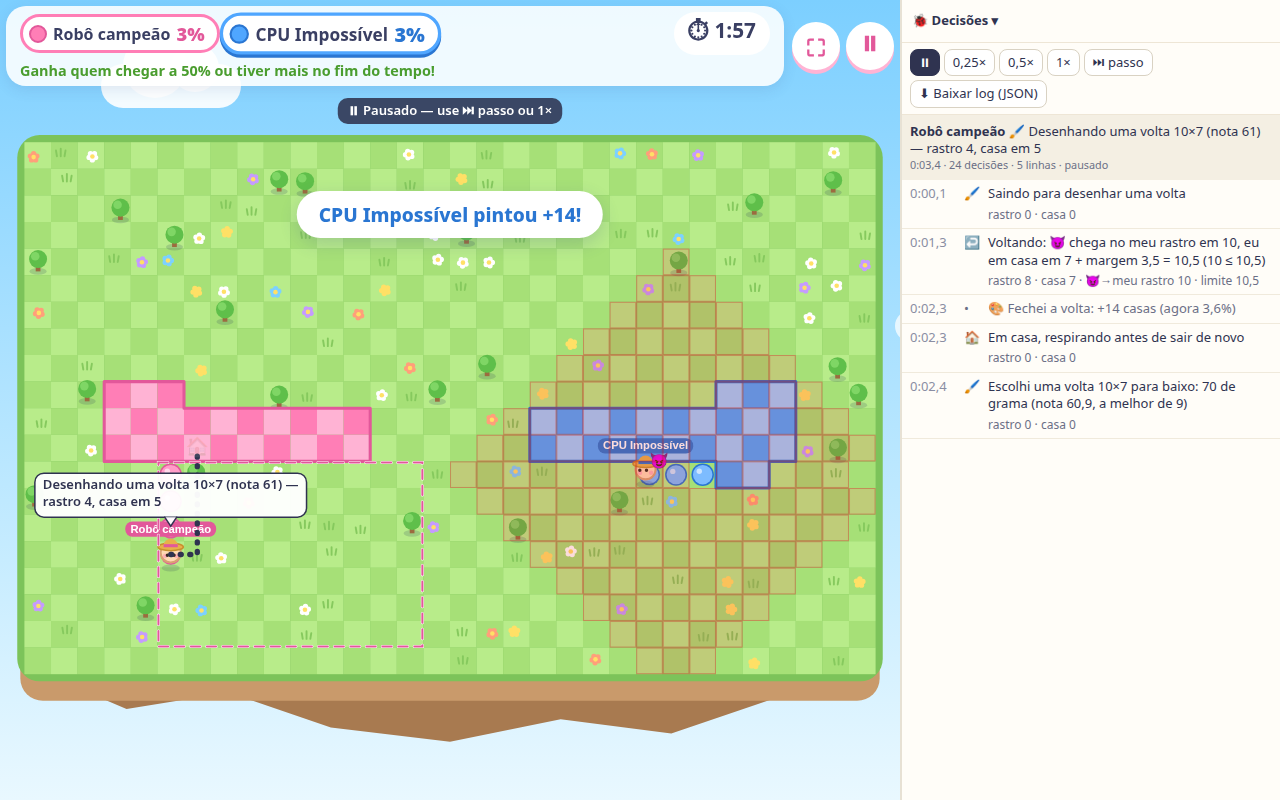 Robô campeão 3%
CPU Impossível 3%
⏱ 1:57
Ganha quem chegar a 50% ou tiver mais no fim do tempo!
⏸ Pausado — use ⏭ passo ou 1×
CPU Impossível pintou +14!
CPU Impossível
Desenhando uma volta 10×7 (nota 61) —
rastro 4, casa em 5
Robô campeão
🐞 Decisões ▾
⏸ 0,25× 0,5× 1× ⏭ passo
⬇ Baixar log (JSON)
Robô campeão 🖌️ Desenhando uma volta 10×7 (nota 61)
— rastro 4, casa em 5
0:03,4 · 24 decisões · 5 linhas · pausado
0:00,1 🖌️ Saindo para desenhar uma volta
rastro 0 · casa 0
0:01,3 ↩️ Voltando: 😈 chega no meu rastro em 10, eu
em casa em 7 + margem 3,5 = 10,5 (10 ≤ 10,5)
rastro 8 · casa 7 · 😈→meu rastro 10 · limite 10,5
0:02,3 • 🎨 Fechei a volta: +14 casas (agora 3,6%)
0:02,3 🏠 Em casa, respirando antes de sair de novo
rastro 0 · casa 0
0:02,4 🖌️ Escolhi uma volta 10×7 para baixo: 70 de
grama (nota 60,9, a melhor de 9)
rastro 0 · casa 0